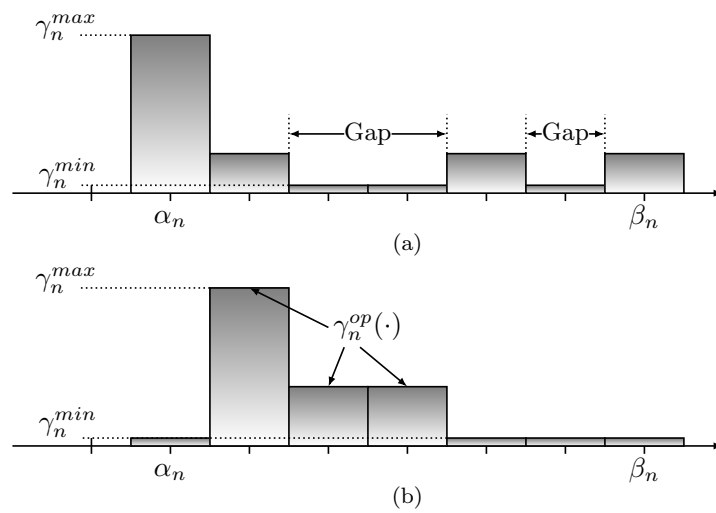 γ_n^{max}
Gap Gap
γ_n^{min}
α_n β_n
(a)
γ_n^{max}
γ_n^{op}(·)
γ_n^{min}
α_n β_n
(b)